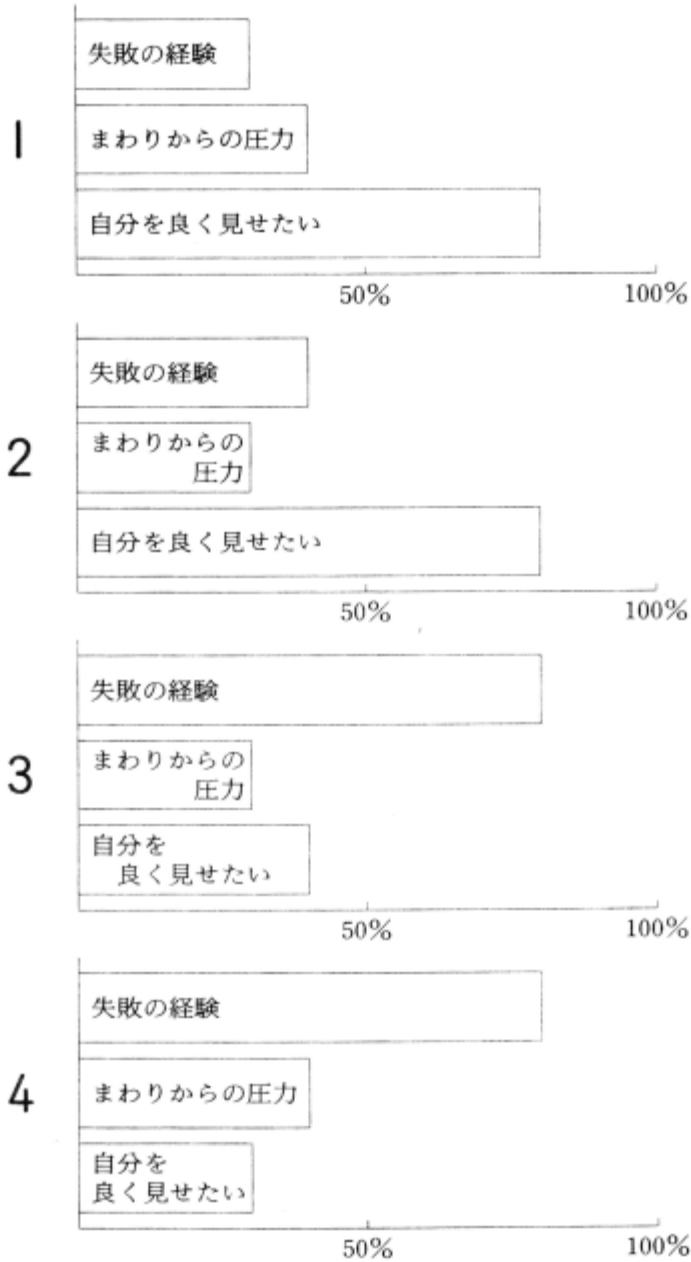 1
失敗の経験
まわりからの圧力
自分を良く見せたい
50%
100%
2
失敗の経験
まわりからの
圧力
自分を良く見せたい
50%
100%
3
失敗の経験
まわりからの
圧力
自分を
良く見せたい
50%
100%
4
失敗の経験
まわりからの圧力
自分を
良く見せたい
50%
100%